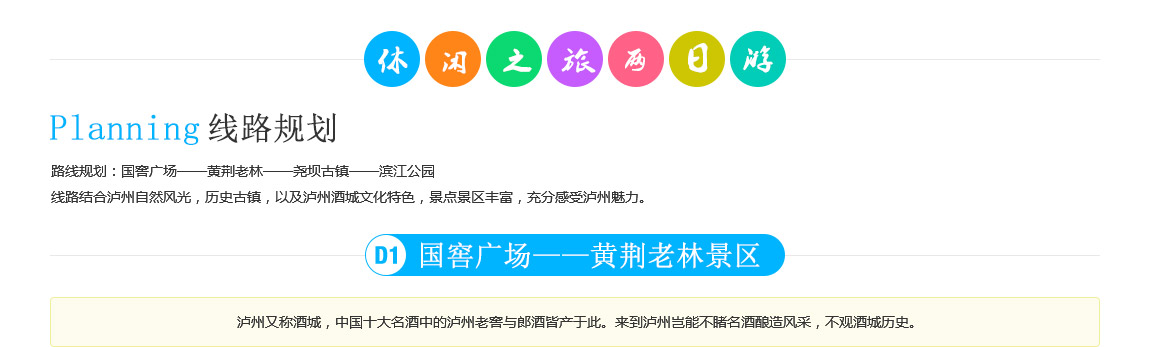 休闲之旅两日游
Planning 线路规划
路线规划：国窖广场——黄荆老林——尧坝古镇——滨江公园
线路结合泸州自然风光，历史古镇，以及泸州酒城文化特色，景点景区丰富，充分感受泸州魅力。
D1 国窖广场——黄荆老林景区
泸州又称酒城，中国十大名酒中的泸州老窖与郎酒皆产于此。来到泸州岂能不睹名酒酿造风采，不观酒城历史。